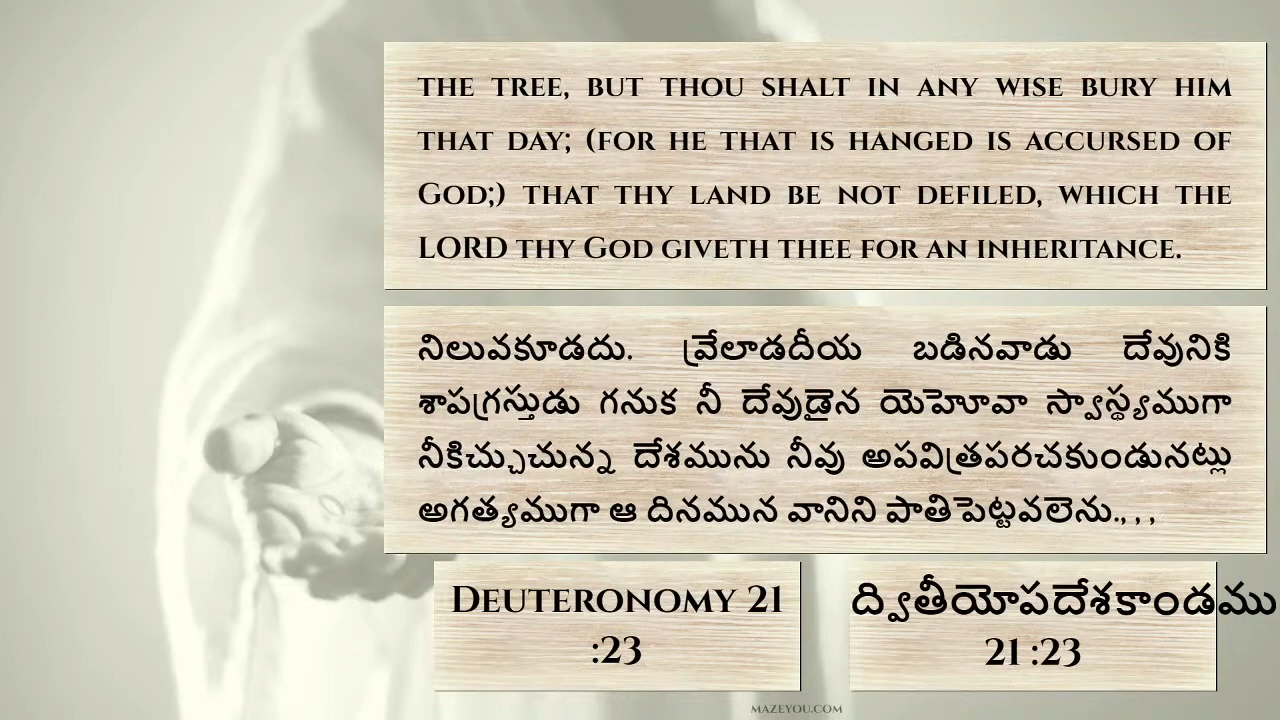 THE TREE, BUT THOU SHALT IN ANY WISE BURY HIM
THAT DAY; (FOR HE THAT IS HANGED IS ACCURSED OF
GOD;) THAT THY LAND BE NOT DEFILED, WHICH THE
LORD THY GOD GIVETH THEE FOR AN INHERITANCE.
నిలువకూడదు. వ్రేలాడదీయ బడినవాడు దేవునికి
శాపగ్రస్తుడు గనుక నీ దేవుడైన యెహోవా స్వాస్థ్యముగా
నీకిచ్చుచున్న దేశమును నీవు అపవిత్రపరచకుండునట్లు
అగత్యముగా ఆ దినమున వానిని పాతిపెట్టవలెను.,,,
DEUTERONOMY 21
:23
ద్వితీయోపదేశకాండము
21 :23
MAZEYOU.COM